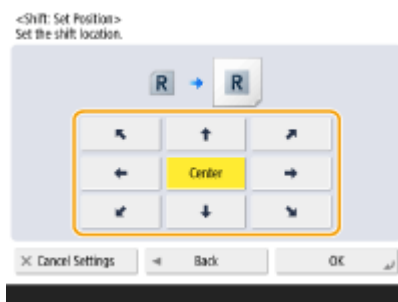 <Shift: Set Position>
Set the shift location.
R R
Center
Cancel Settings
Back
OK